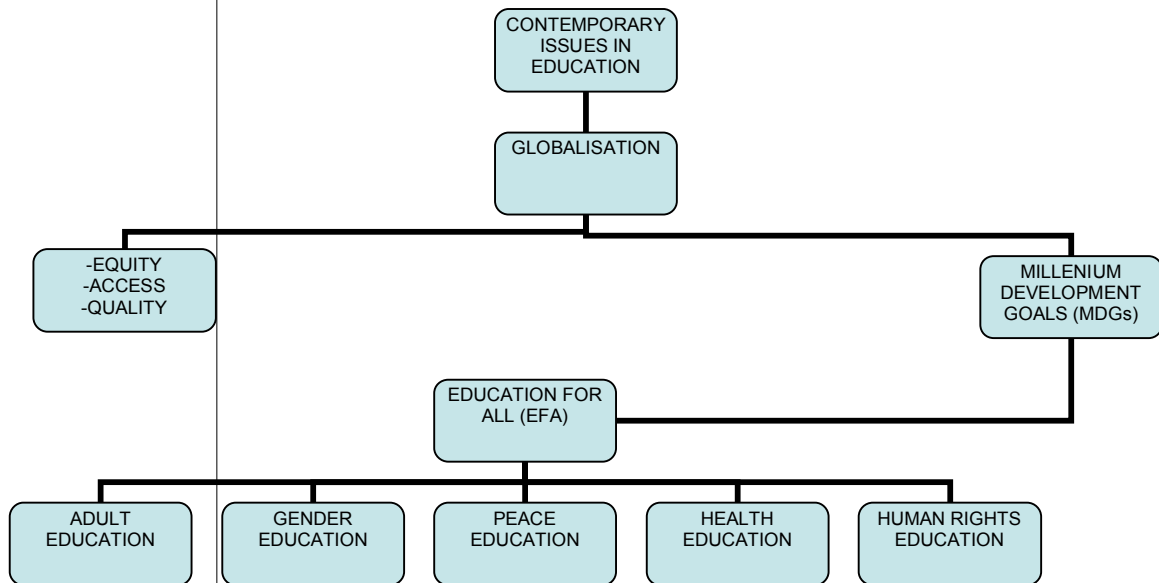 CONTEMPORARY
ISSUES IN
EDUCATION
GLOBALISATION
-EQUITY
-ACCESS
-QUALITY
MILLENIUM
DEVELOPMENT
GOALS (MDGs)
EDUCATION FOR
ALL (EFA)
ADULT
EDUCATION
GENDER
EDUCATION
PEACE
EDUCATION
HEALTH
EDUCATION
HUMAN RIGHTS
EDUCATION